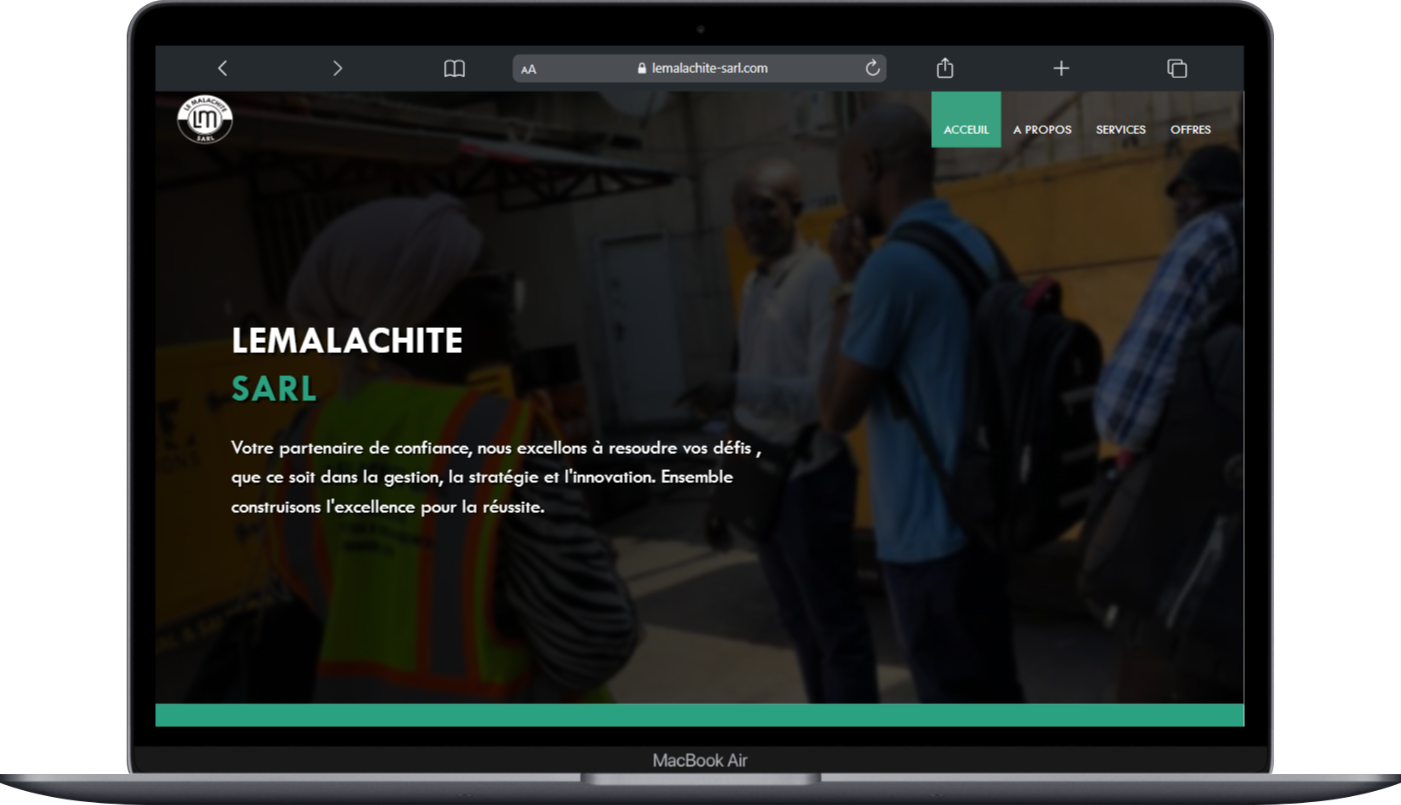 AA
lemalachite-sarl.com
LE MALACHITE
LM
SARL
ACCEUIL
A PROPOS
SERVICES
OFFRES
LEMALACHITE
SARL
Votre partenaire de confiance, nous excellons à resoudre vos défis ,
que ce soit dans la gestion, la stratégie et l'innovation. Ensemble
construisons l'excellence pour la réussite.
MacBook Air